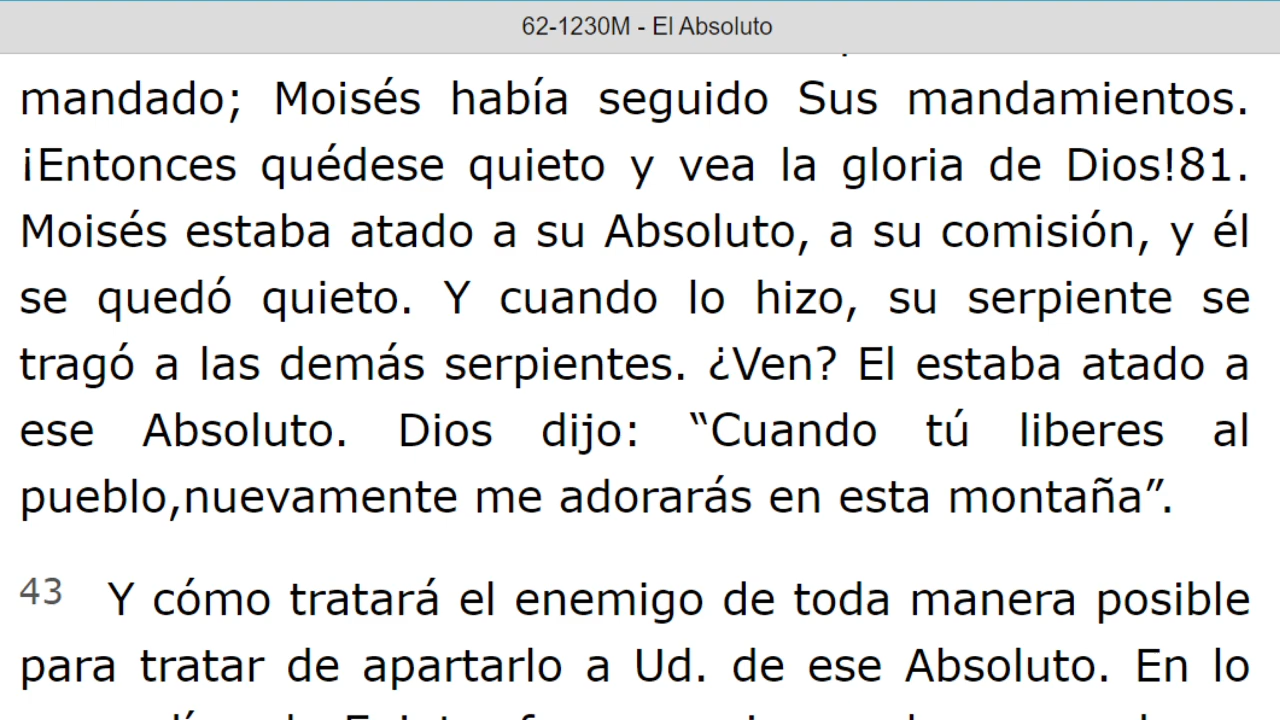 62-1230M - El Absoluto
mandado; Moisés había seguido Sus mandamientos.
¡Entonces quédese quieto y vea la gloria de Dios!81.
Moisés estaba atado a su Absoluto, a su comisión, y él
se quedó quieto. Y cuando lo hizo, su serpiente se
tragó a las demás serpientes. ¿Ven? El estaba atado a
ese Absoluto. Dios dijo: “Cuando tú liberes al
pueblo,nuevamente me adorarás en esta montaña”.
43 Y cómo tratará el enemigo de toda manera posible
para tratar de apartarlo a Ud. de ese Absoluto. En lo